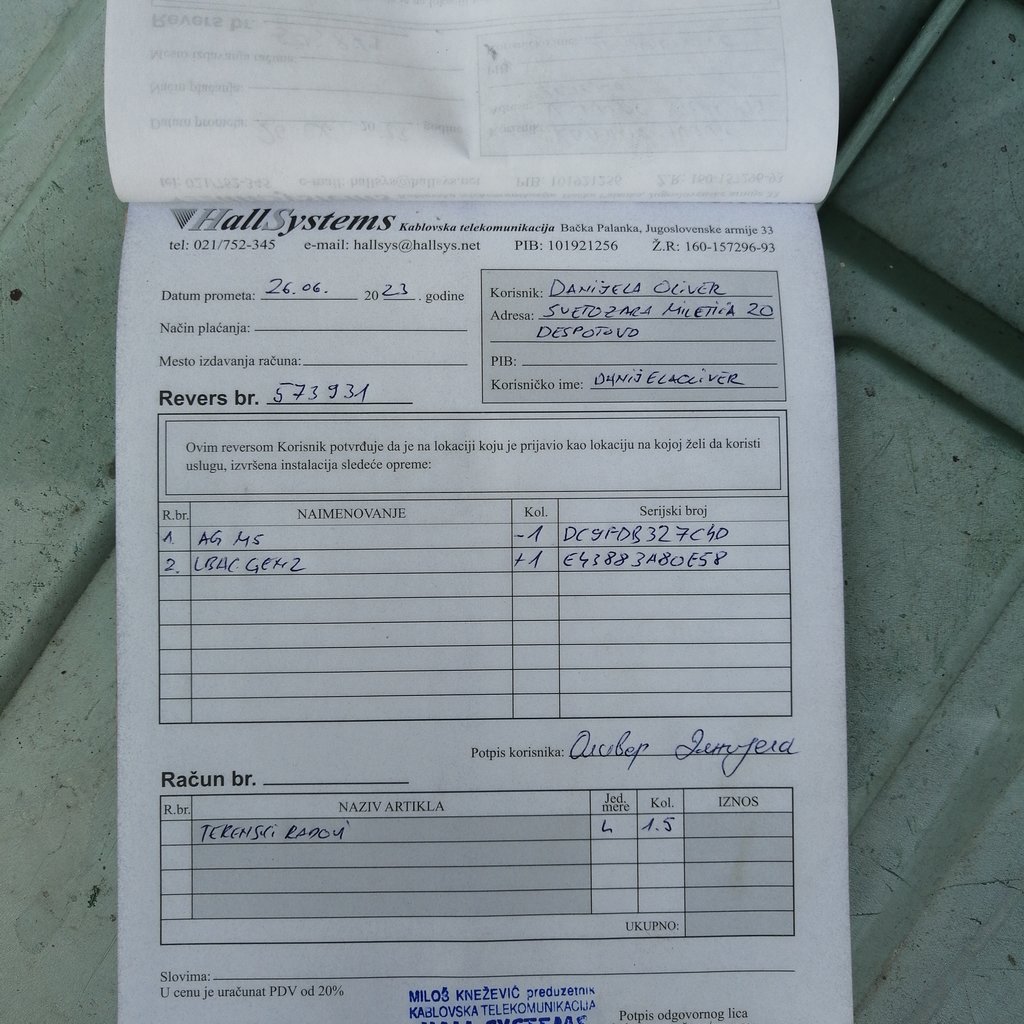 HallSystems Kablovska telekomunikacija Bačka Palanka, Jugoslovenske armije 33
tel: 021/752-345 e-mail: hallsys@hallsys.net PIB: 101921256 Ž.R: 160-157296-93
Datum prometa: 26.06. 2023. godine
Način plaćanja:
Mesto izdavanja računa:
Revers br. 573931
Korisnik: DANIJELA OLIVER
Adresa: SVETOZARA MILETIĆA 20
DESPOTOVO
PIB:
Korisničko ime: DANIJELAOLIVER
Ovim reversom Korisnik potvrđuje da je na lokaciji koju je prijavio kao lokaciju na kojoj želi da koristi
uslugu, izvršena instalacija sledeće opreme:
R.br. NAIMENOVANJE Kol. Serijski broj
1. AG M5 -1 DC9FDB327C4D
2. LBAC GEN2 +1 E43883A80E58
Potpis korisnika: Оливер Данијела
Račun br.
R.br. NAZIV ARTIKLA Jed. mere Kol. IZNOS
TERENSKI RADOVI h 1.5
UKUPNO:
Slovima:
U cenu je uračunat PDV od 20%
MILOŠ KNEŽEVIĆ preduzetnik
KABLOVSKA TELEKOMUNIKACIJA
HALL SYSTEMS
Potpis odgovornog lica